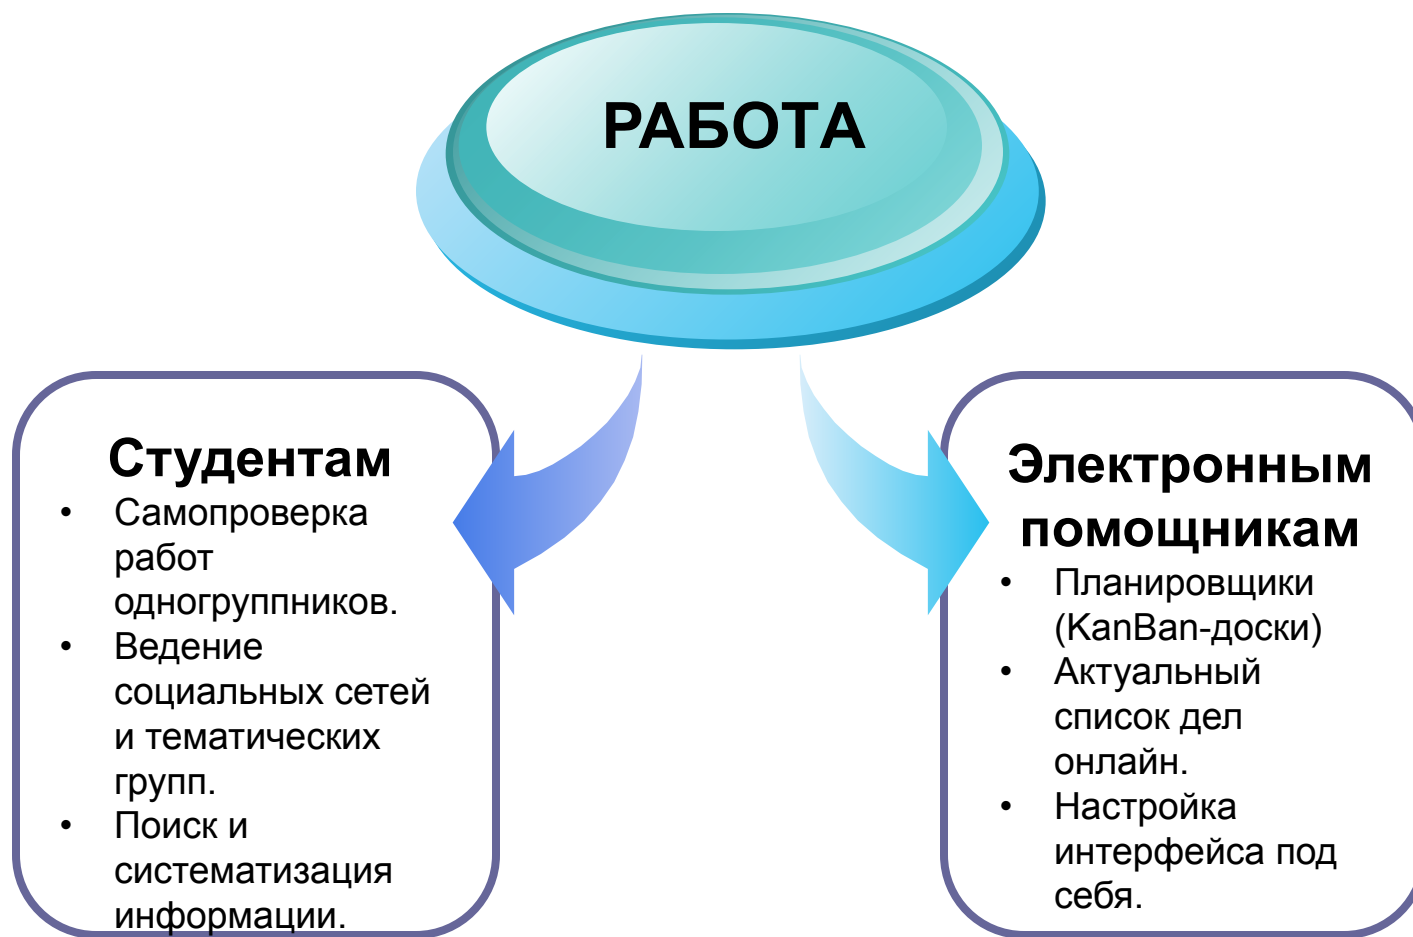 РАБОТА
Студентам
• Самопроверка
работ
одногруппников.
• Ведение
социальных сетей
и тематических
групп.
• Поиск и
систематизация
информации.
Электронным
помощникам
• Планировщики
(KanBan-доски)
• Актуальный
список дел
онлайн.
• Настройка
интерфейса под
себя.